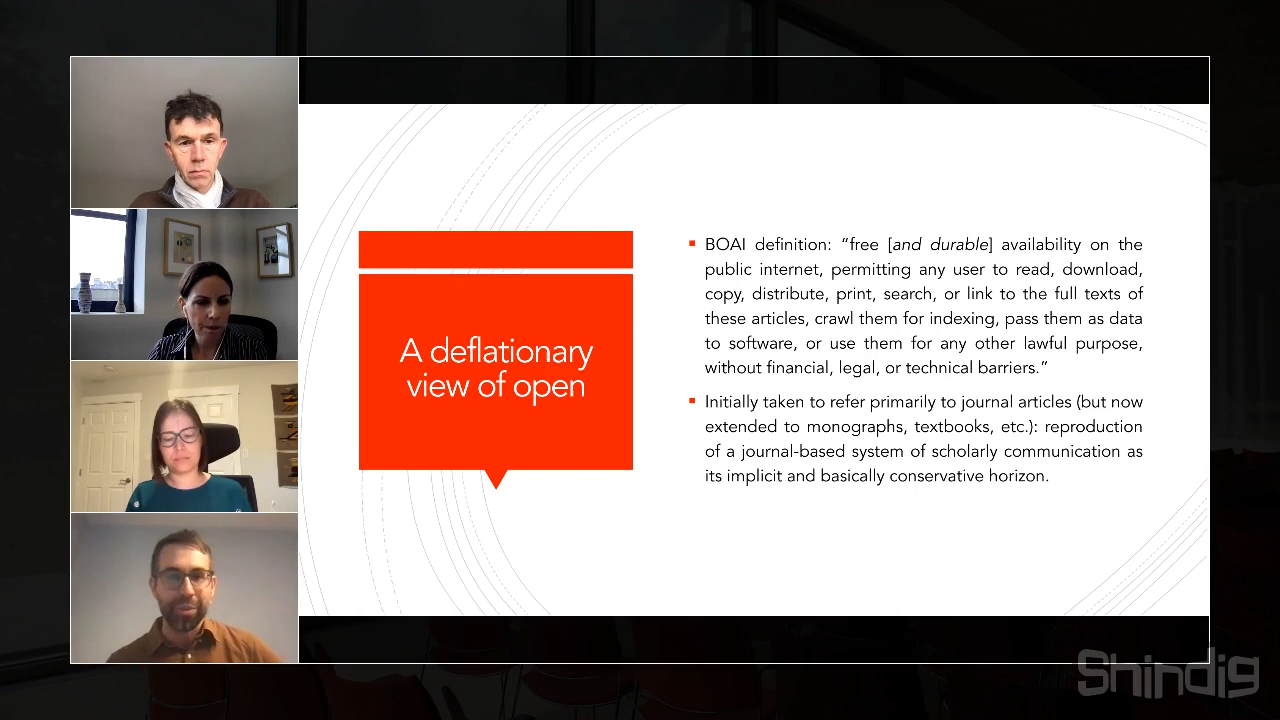 A deflationary
view of open
▪ BOAI definition: “free [and durable] availability on the
public internet, permitting any user to read, download,
copy, distribute, print, search, or link to the full texts of
these articles, crawl them for indexing, pass them as data
to software, or use them for any other lawful purpose,
without financial, legal, or technical barriers.”
▪ Initially taken to refer primarily to journal articles (but now
extended to monographs, textbooks, etc.): reproduction
of a journal-based system of scholarly communication as
its implicit and basically conservative horizon.
Shindig